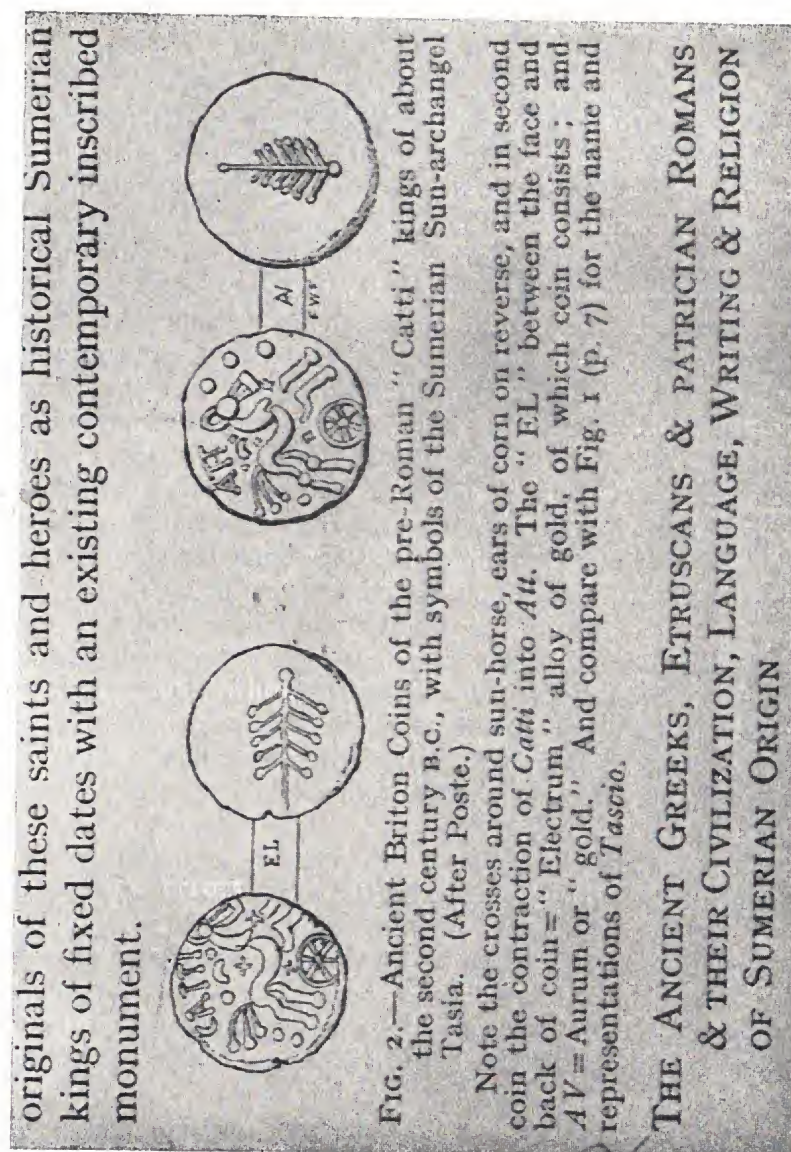 originals of these saints and heroes as historical Sumerian
kings of fixed dates with an existing contemporary inscribed
monument.
CATTI
EL
ATT
FIG. 2.—Ancient Briton Coins of the pre-Roman “Catti” kings of about
the second century B.C., with symbols of the Sumerian Sun-archangel
Tasia. (After Poste.)
Note the crosses around sun-horse, ears of corn on reverse, and in second
coin the contraction of Catti into Att. The “EL” between the face and
back of coin=“Electrum” alloy of gold, of which coin consists; and
AV=Aurum or “gold.” And compare with Fig. 1 (p. 7) for the name and
representations of Tascio.
THE ANCIENT GREEKS, ETRUSCANS & PATRICIAN ROMANS
& THEIR CIVILIZATION, LANGUAGE, WRITING & RELIGION
OF SUMERIAN ORIGIN